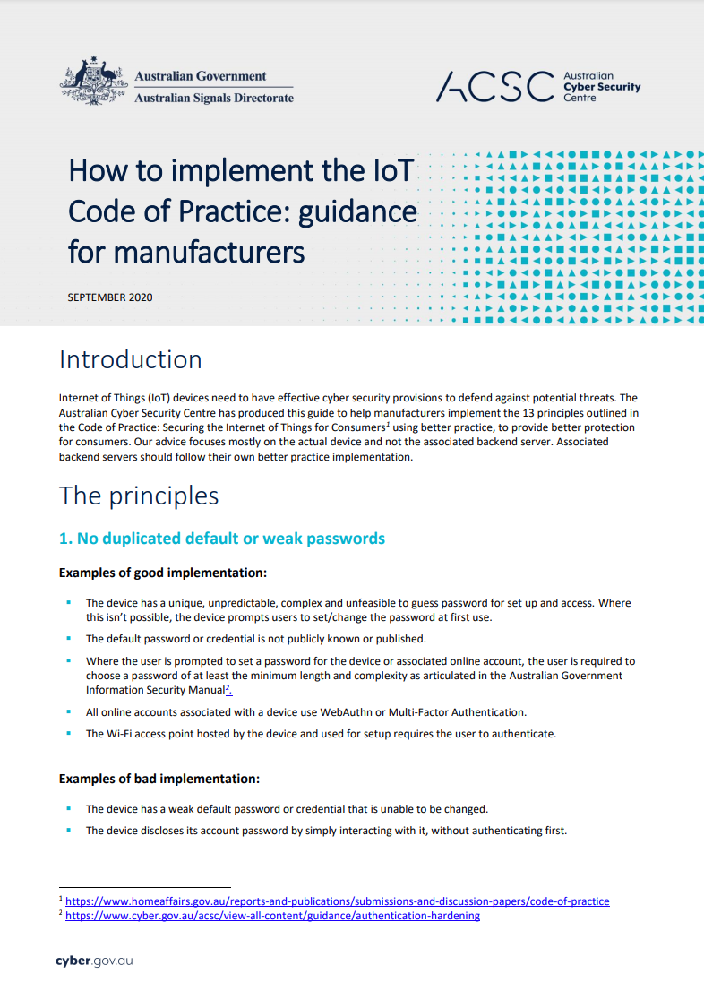 Australian Government
Australian Signals Directorate
ACSC
Australian
Cyber Security
Centre
How to implement the IoT
Code of Practice: guidance
for manufacturers
SEPTEMBER 2020
Introduction
Internet of Things (IoT) devices need to have effective cyber security provisions to defend against potential threats. The
Australian Cyber Security Centre has produced this guide to help manufacturers implement the 13 principles outlined in
the Code of Practice: Securing the Internet of Things for Consumers¹ using better practice, to provide better protection
for consumers. Our advice focuses mostly on the actual device and not the associated backend server. Associated
backend servers should follow their own better practice implementation.
The principles
1. No duplicated default or weak passwords
Examples of good implementation:
▪ The device has a unique, unpredictable, complex and unfeasible to guess password for set up and access. Where
this isn’t possible, the device prompts users to set/change the password at first use.
▪ The default password or credential is not publicly known or published.
▪ Where the user is prompted to set a password for the device or associated online account, the user is required to
choose a password of at least the minimum length and complexity as articulated in the Australian Government
Information Security Manual².
▪ All online accounts associated with a device use WebAuthn or Multi-Factor Authentication.
▪ The Wi-Fi access point hosted by the device and used for setup requires the user to authenticate.
Examples of bad implementation:
▪ The device has a weak default password or credential that is unable to be changed.
▪ The device discloses its account password by simply interacting with it, without authenticating first.
¹ https://www.homeaffairs.gov.au/reports-and-publications/submissions-and-discussion-papers/code-of-practice
² https://www.cyber.gov.au/acsc/view-all-content/guidance/authentication-hardening
cyber.gov.au